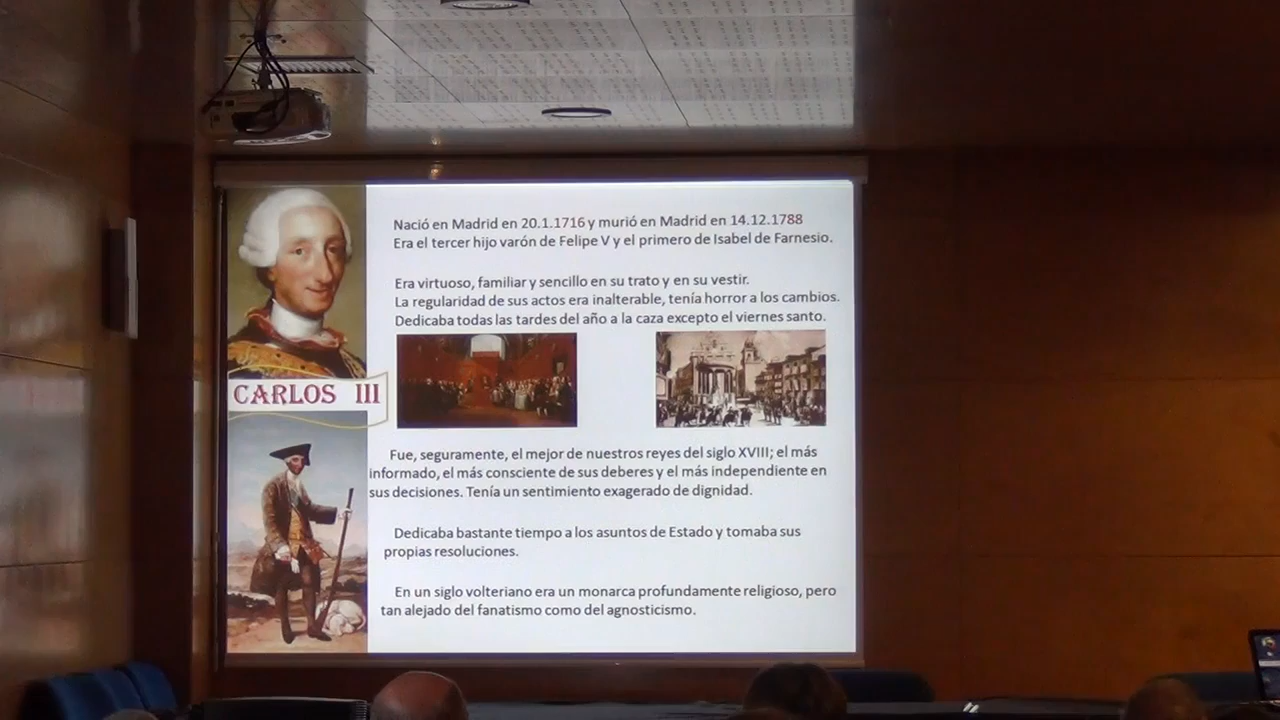 Nació en Madrid en 20.1.1716 y murió en Madrid en 14.12.1788
Era el tercer hijo varón de Felipe V y el primero de Isabel de Farnesio.
Era virtuoso, familiar y sencillo en su trato y en su vestir.
La regularidad de sus actos era inalterable, tenía horror a los cambios.
Dedicaba todas las tardes del año a la caza excepto el viernes santo.
CARLOS III
Fue, seguramente, el mejor de nuestros reyes del siglo XVIII; el más
informado, el más consciente de sus deberes y el más independiente en
sus decisiones. Tenía un sentimiento exagerado de dignidad.
Dedicaba bastante tiempo a los asuntos de Estado y tomaba sus
propias resoluciones.
En un siglo volteriano era un monarca profundamente religioso, pero
tan alejado del fanatismo como del agnosticismo.